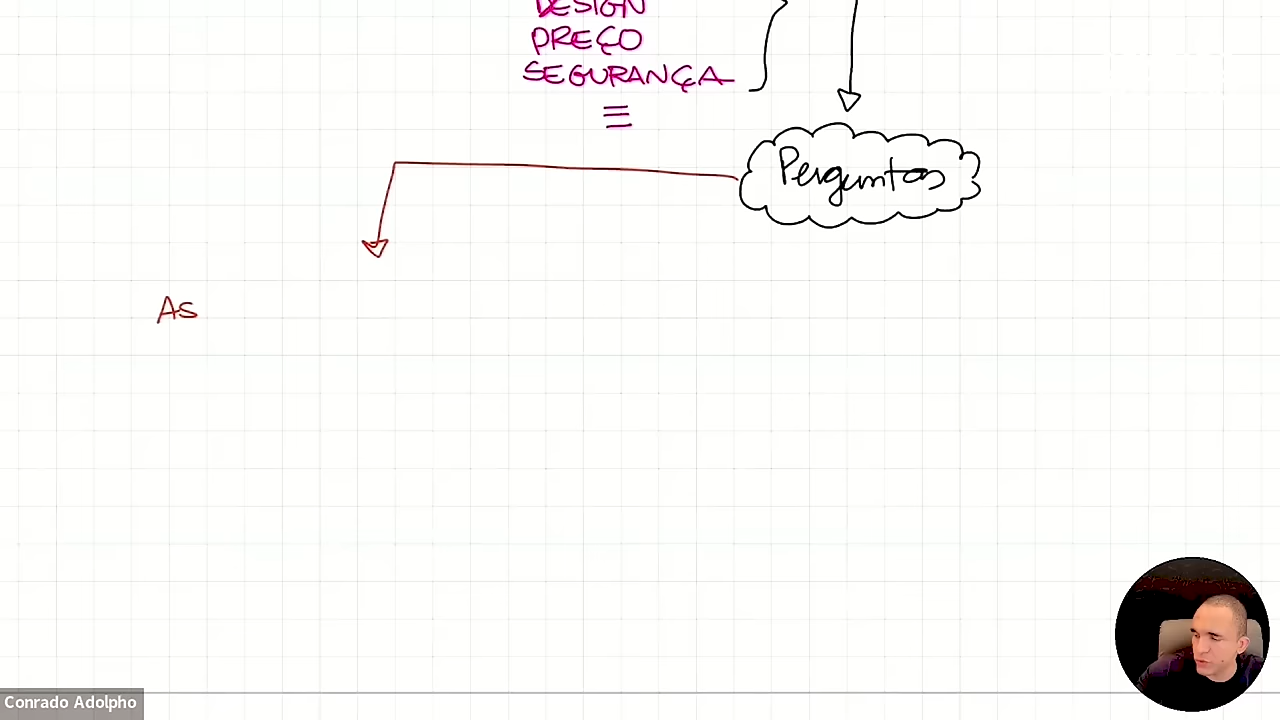 DESIGN
PREÇO
SEGURANÇA
Perguntas
As
Conrado Adolpho